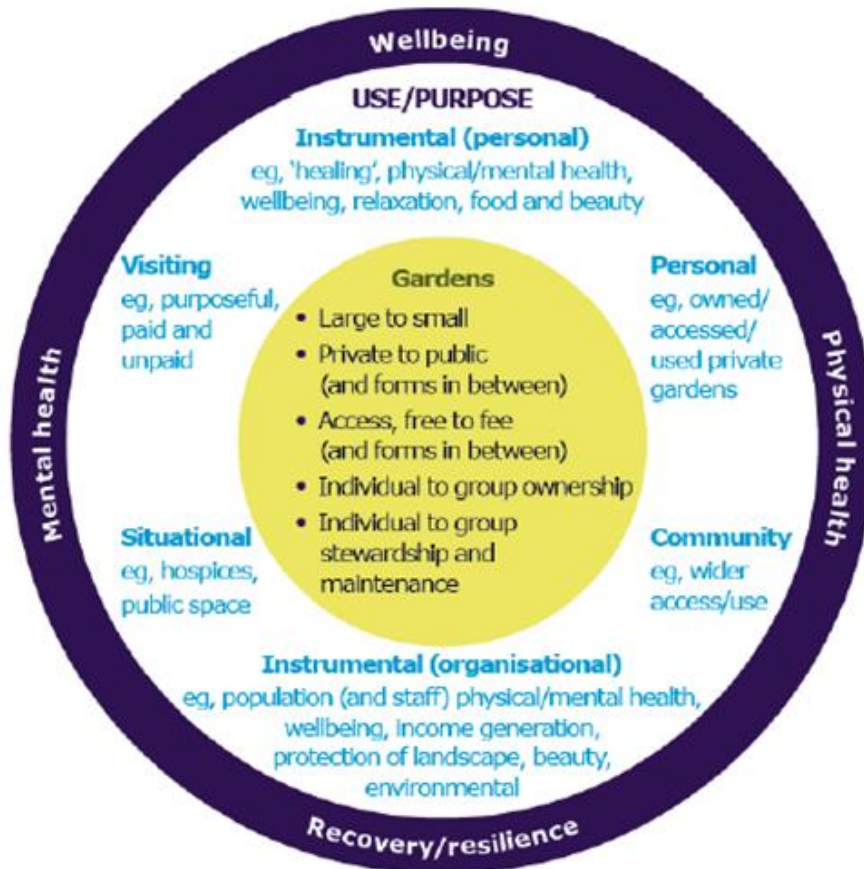 Wellbeing
USE/PURPOSE
Instrumental (personal)
eg, ‘healing’, physical/mental health,
wellbeing, relaxation, food and beauty
Visiting
eg, purposeful,
paid and
unpaid
Gardens
• Large to small
• Private to public
(and forms in between)
• Access, free to fee
(and forms in between)
• Individual to group ownership
• Individual to group
stewardship and
maintenance
Personal
eg, owned/
accessed/
used private
gardens
Mental health
Physical health
Situational
eg, hospices,
public space
Community
eg, wider
access/use
Instrumental (organisational)
eg, population (and staff) physical/mental health,
wellbeing, income generation,
protection of landscape, beauty,
environmental
Recovery/resilience